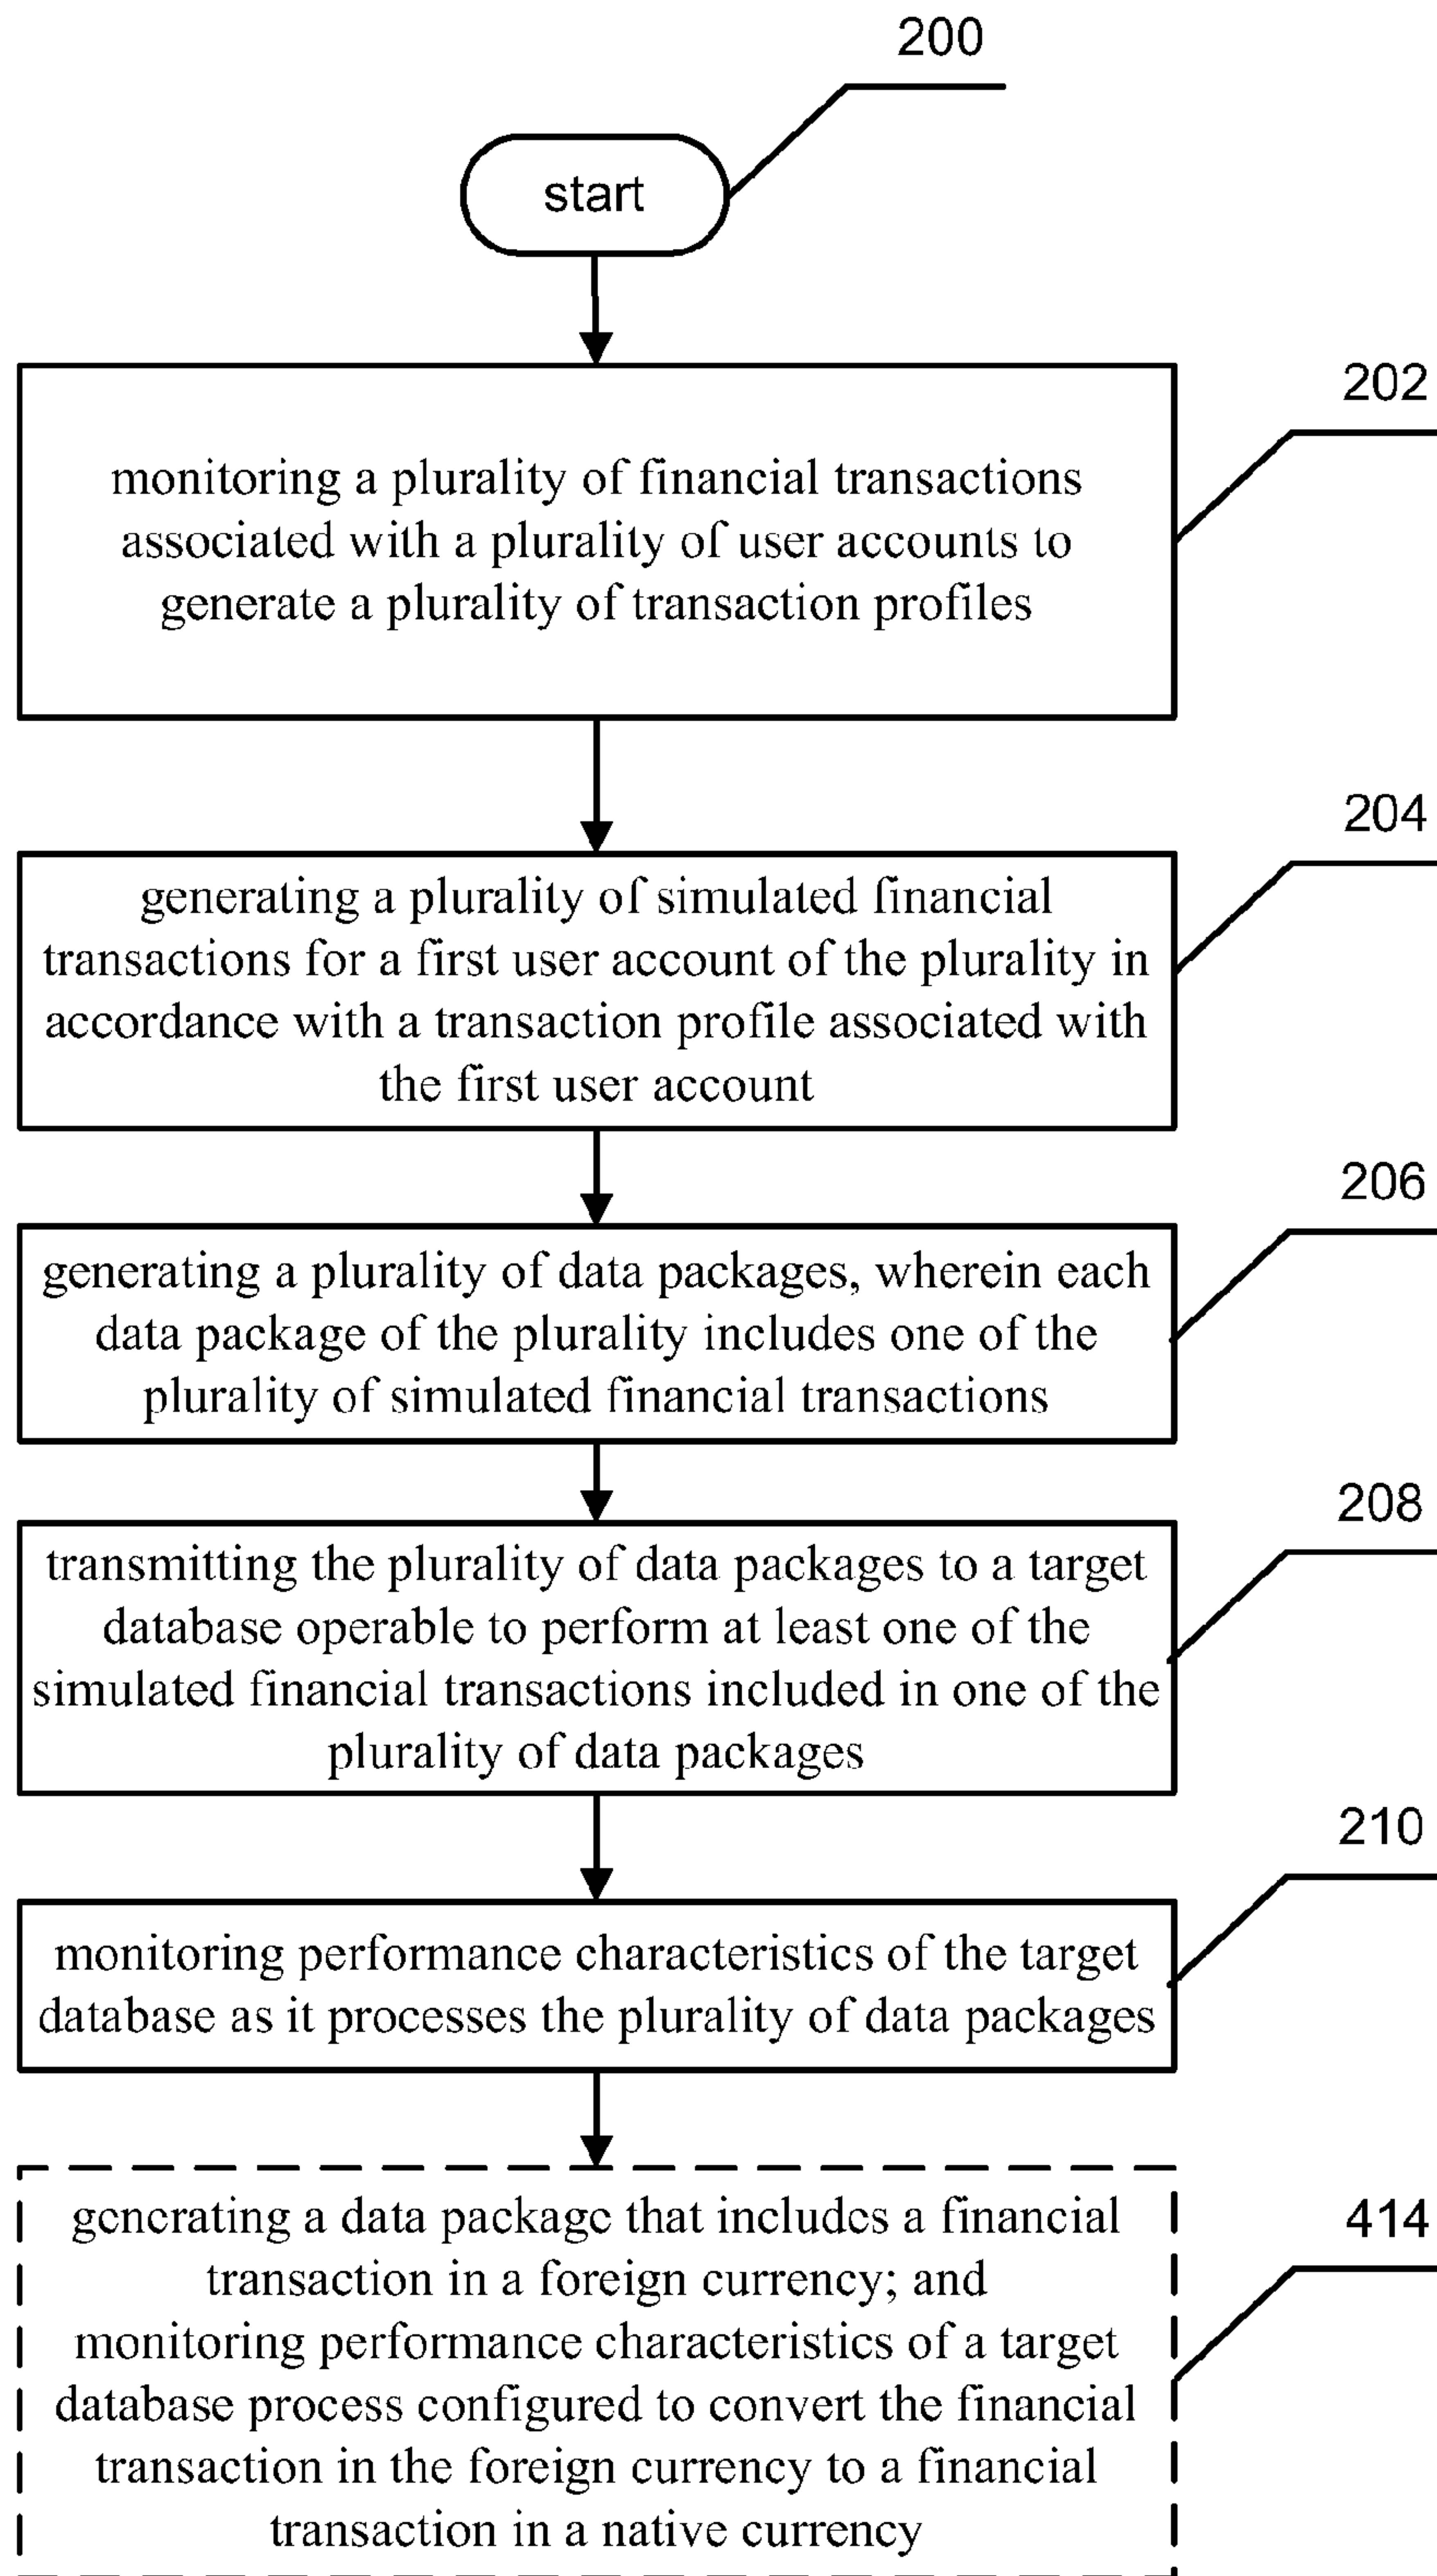 200
start
202
monitoring a plurality of financial transactions
associated with a plurality of user accounts to
generate a plurality of transaction profiles
204
generating a plurality of simulated financial
transactions for a first user account of the plurality in
accordance with a transaction profile associated with
the first user account
206
generating a plurality of data packages, wherein each
data package of the plurality includes one of the
plurality of simulated financial transactions
208
transmitting the plurality of data packages to a target
database operable to perform at least one of the
simulated financial transactions included in one of the
plurality of data packages
210
monitoring performance characteristics of the target
database as it processes the plurality of data packages
414
generating a data package that includes a financial
transaction in a foreign currency; and
monitoring performance characteristics of a target
database process configured to convert the financial
transaction in the foreign currency to a financial
transaction in a native currency